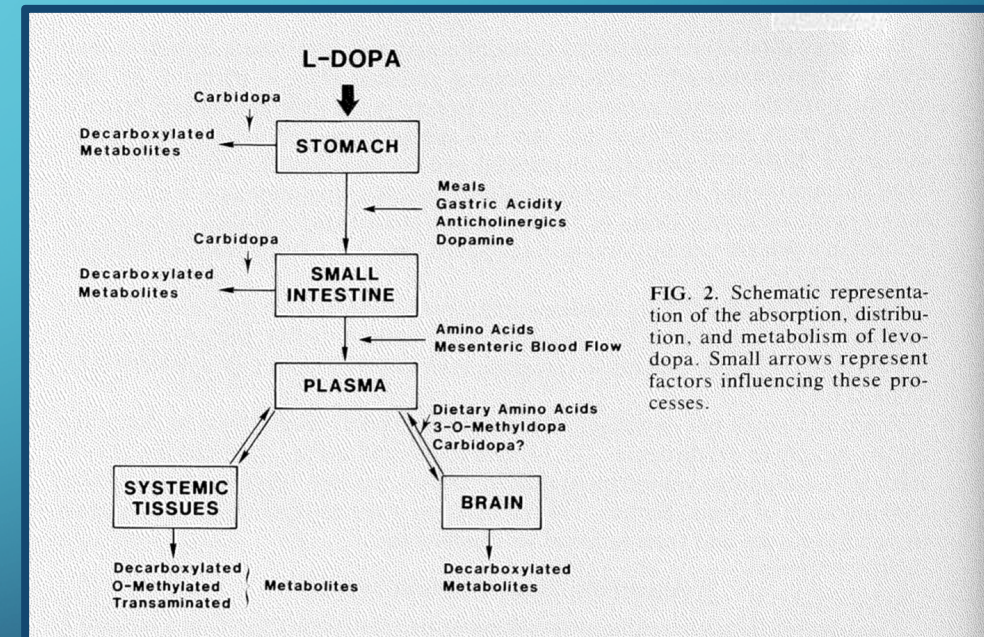 L-DOPA
Carbidopa
Decarboxylated
Metabolites
STOMACH
Meals
Gastric Acidity
Anticholinergics
Dopamine
Carbidopa
Decarboxylated
Metabolites
SMALL
INTESTINE
Amino Acids
Mesenteric Blood Flow
PLASMA
Dietary Amino Acids
3-O-Methyldopa
Carbidopa?
SYSTEMIC
TISSUES
BRAIN
Decarboxylated
O-Methylated
Transaminated
Metabolites
Decarboxylated
Metabolites
FIG. 2. Schematic representa-
tion of the absorption, distribu-
tion, and metabolism of levo-
dopa. Small arrows represent
factors influencing these pro-
cesses.